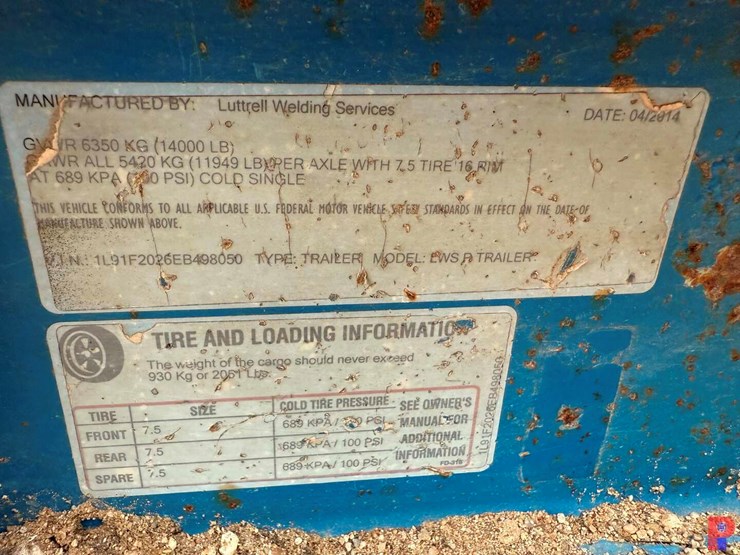 MANUFACTURED BY: Luttrell Welding Services DATE: 04/2014
GVWR 6350 KG (14000 LB)
GAWR ALL 5420 KG (11949 LB) PER AXLE WITH 7.5 TIRE 16 RIM
AT 689 KPA (100 PSI) COLD SINGLE
THIS VEHICLE CONFORMS TO ALL APPLICABLE U.S. FEDERAL MOTOR VEHICLE SAFETY STANDARDS IN EFFECT ON THE DATE-OF
MANUFACTURE SHOWN ABOVE.
V.I.N.: 1L91F2026EB498050 TYPE: TRAILER MODEL: LWS P TRAILER
TIRE AND LOADING INFORMATION
The weight of the cargo should never exceed
930 Kg or 2051 Lbs.
TIRE SIZE COLD TIRE PRESSURE SEE OWNER'S
FRONT 7.5 689 KPA / 100 PSI MANUAL FOR
REAR 7.5 689 KPA / 100 PSI ADDITIONAL
INFORMATION
SPARE 7.5 689 KPA / 100 PSI
1L91F2026EB498050